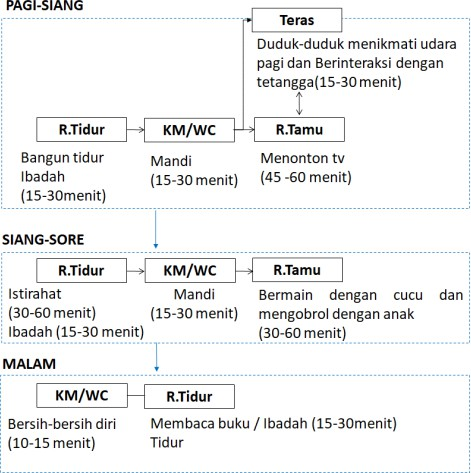 PAGI-SIANG
Teras
Duduk-duduk menikmati udara
pagi dan Berinteraksi dengan
tetangga(15-30 menit)
R.Tidur
KM/WC
R.Tamu
Bangun tidur
Ibadah
(15-30menit)
Mandi
(15-30 menit)
Menonton tv
(45 -60 menit)
SIANG-SORE
R.Tidur
KM/WC
R.Tamu
Istirahat
(30-60 menit)
Ibadah (15-30 menit)
Mandi
(15-30 menit)
Bermain dengan cucu dan
mengobrol dengan anak
(30-60 menit)
MALAM
KM/WC
R.Tidur
Bersih-bersih diri
(10-15 menit)
Membaca buku / Ibadah (15-30menit)
Tidur